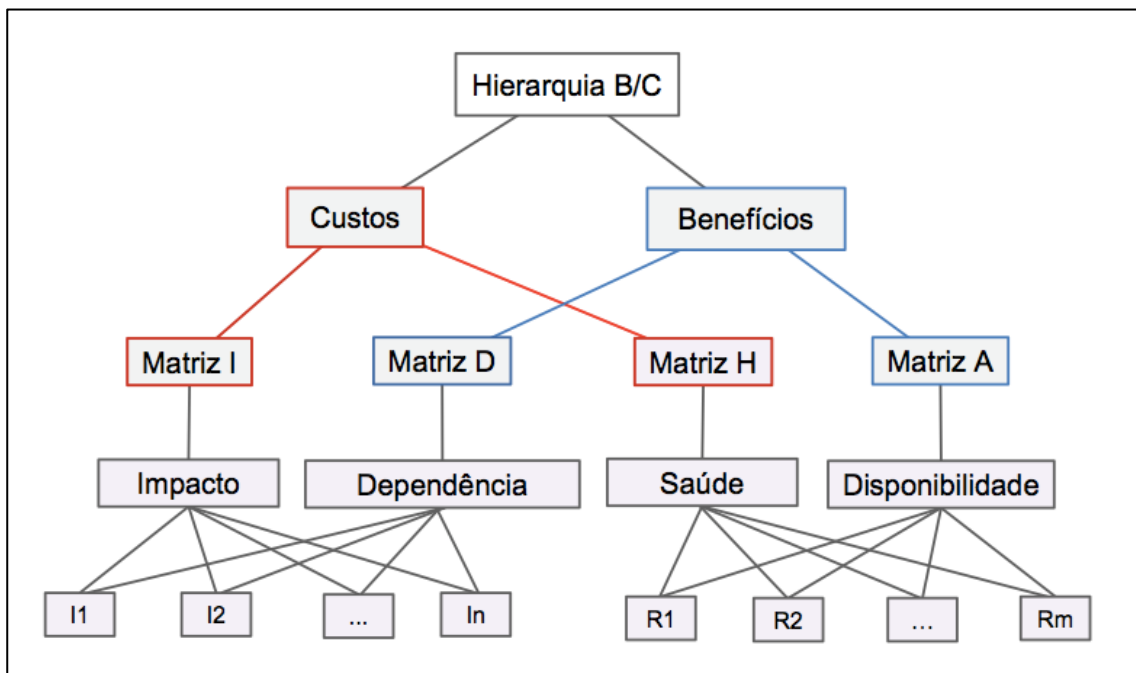 Hierarquia B/C
Custos
Benefícios
Matriz I
Matriz D
Matriz H
Matriz A
Impacto
Dependência
Saúde
Disponibilidade
I1
I2
...
In
R1
R2
...
Rm